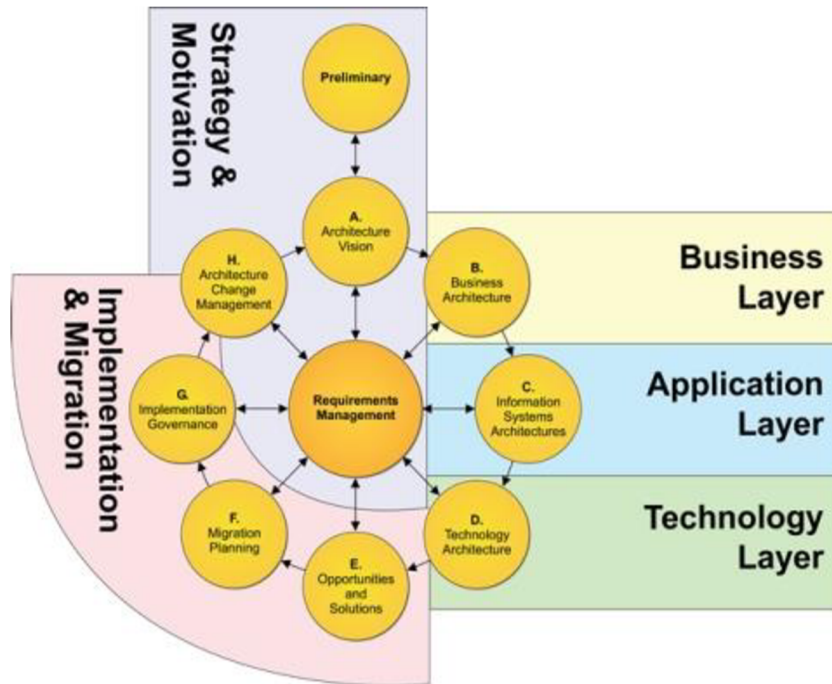 Strategy &
Motivation
Preliminary
A.
Architecture
Vision
H.
Architecture
Change
Management
B.
Business
Architecture
Business
Layer
Implementation
& Migration
G.
Implementation
Governance
Requirements
Management
C.
Information
Systems
Architectures
Application
Layer
F.
Migration
Planning
E.
Opportunities
and
Solutions
D.
Technology
Architecture
Technology
Layer